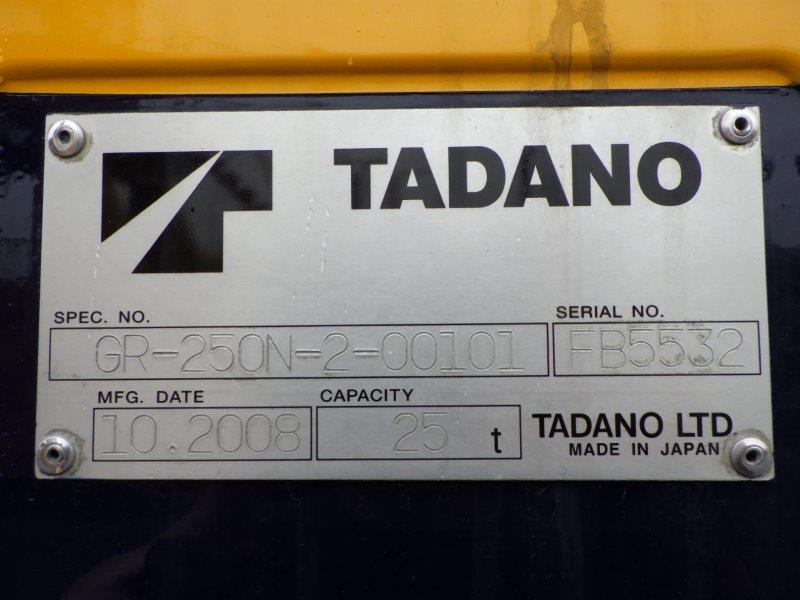 TADANO
SPEC. NO.
GR-250N-2-00101
SERIAL NO.
FB5532
MFG. DATE
10.2008
CAPACITY
25 t
TADANO LTD.
MADE IN JAPAN